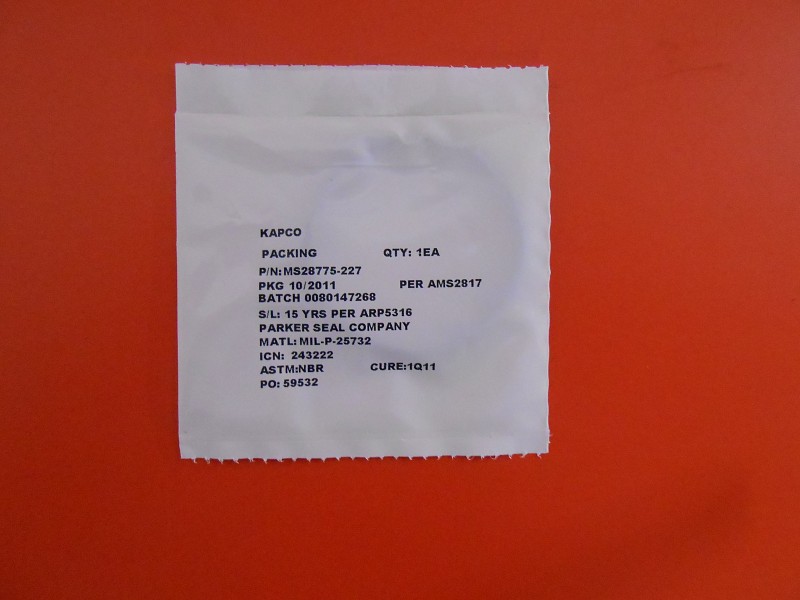 KAPCO
PACKING QTY: 1EA
P/N: MS28775-227
PKG 10/2011 PER AMS2817
BATCH 0080147268
S/L: 15 YRS PER ARP5316
PARKER SEAL COMPANY
MATL: MIL-P-25732
ICN: 243222
ASTM:NBR CURE:1Q11
PO: 59532